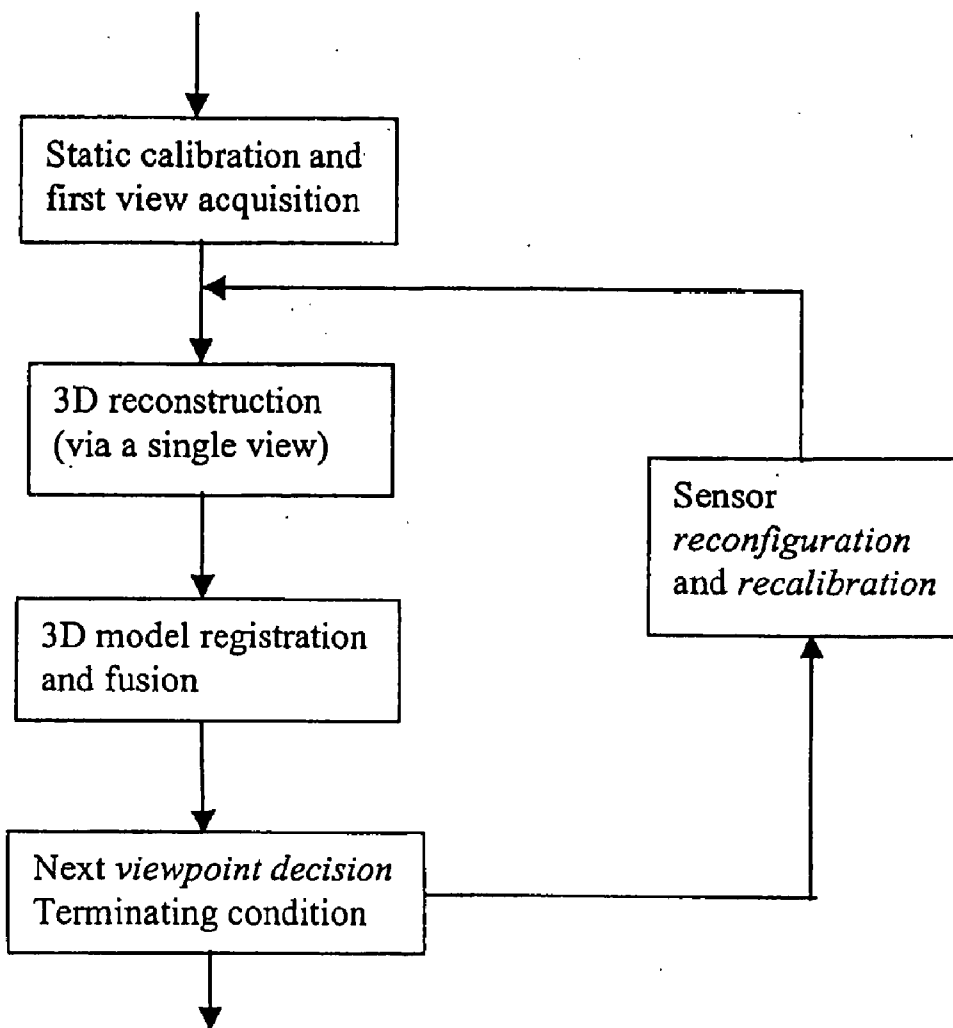 Static calibration and
first view acquisition
3D reconstruction
(via a single view)
Sensor
reconfiguration
and recalibration
3D model registration
and fusion
Next viewpoint decision
Terminating condition